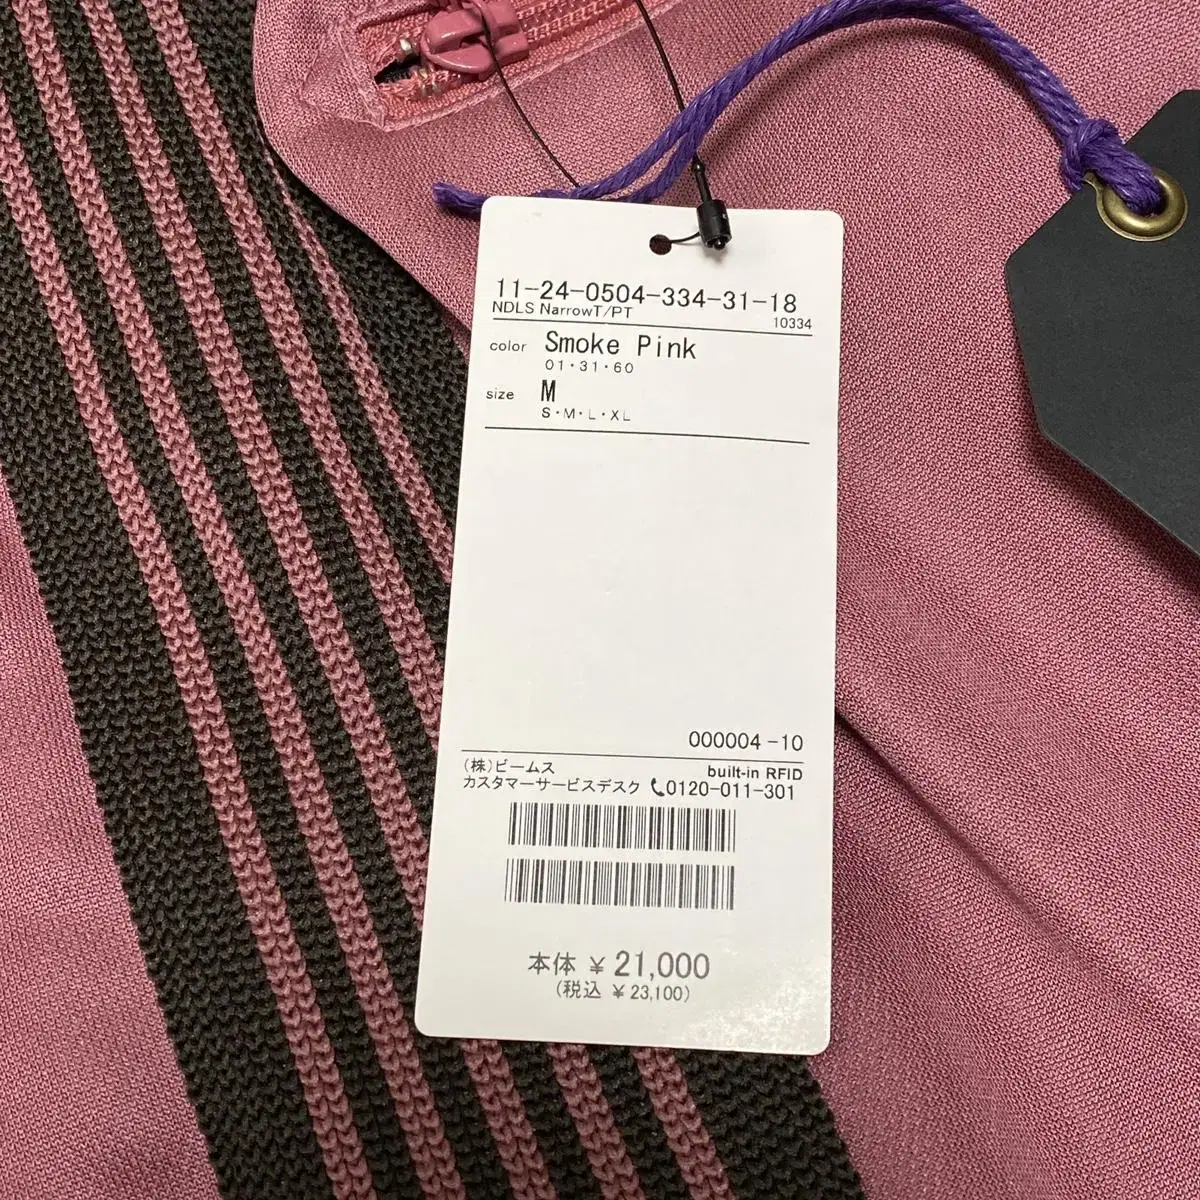 11-24-0504-334-31-18
NDLS NarrowT/PT
10334
color Smoke Pink
01・31・60
size M
S・M・L・XL
000004 -10
(株)ビームス built-in RFID
カスタマーサービスデスク 0120-011-301
本体 ¥ 21,000
(税込 ¥ 23,100)